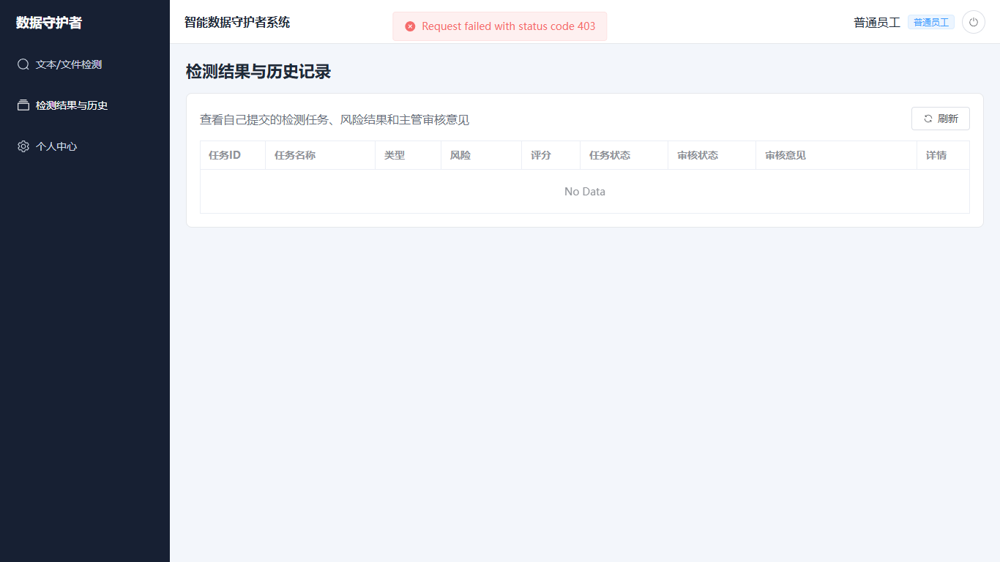 数据守护者
智能数据守护者系统
Request failed with status code 403
普通员工
普通员工
文本/文件检测
检测结果与历史
个人中心
检测结果与历史记录
查看自己提交的检测任务、风险结果和主管审核意见
刷新
任务ID 任务名称 类型 风险 评分 任务状态 审核状态 审核意见 详情
No Data